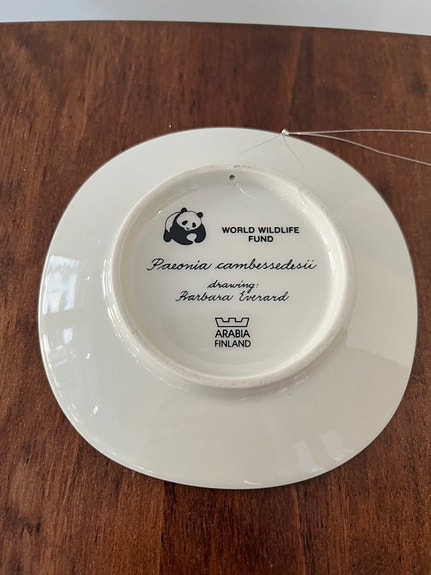 WORLD WILDLIFE
FUND
Paeonia cambessedesii
drawing:
Barbara Everard
ARABIA
FINLAND